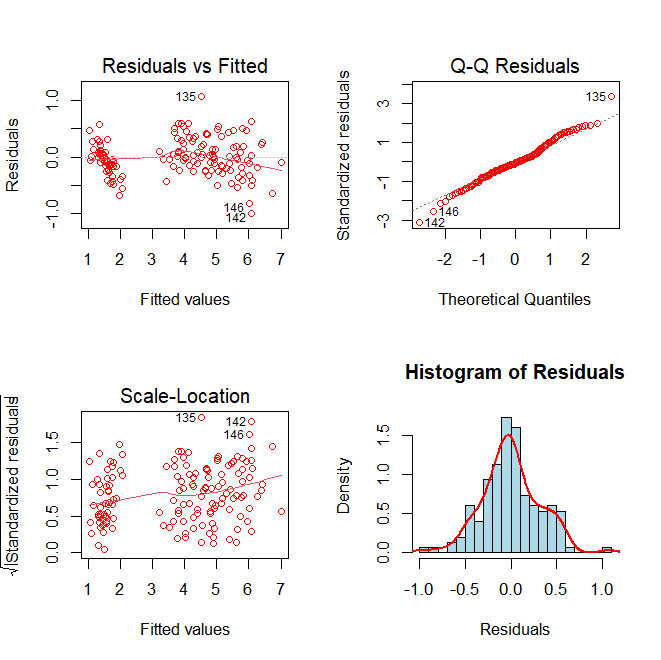 Residuals vs Fitted
Residuals
1.0
0.0
-1.0
135
146
142
1 2 3 4 5 6 7
Fitted values
Q-Q Residuals
Standardized residuals
3
1
-1
-3
135
146
142
-2 -1 0 1 2
Theoretical Quantiles
Scale-Location
√|Standardized residuals
1.5
1.0
0.5
0.0
135
142
146
1 2 3 4 5 6 7
Fitted values
Histogram of Residuals
Density
1.5
1.0
0.5
0.0
-1.0 -0.5 0.0 0.5 1.0
Residuals